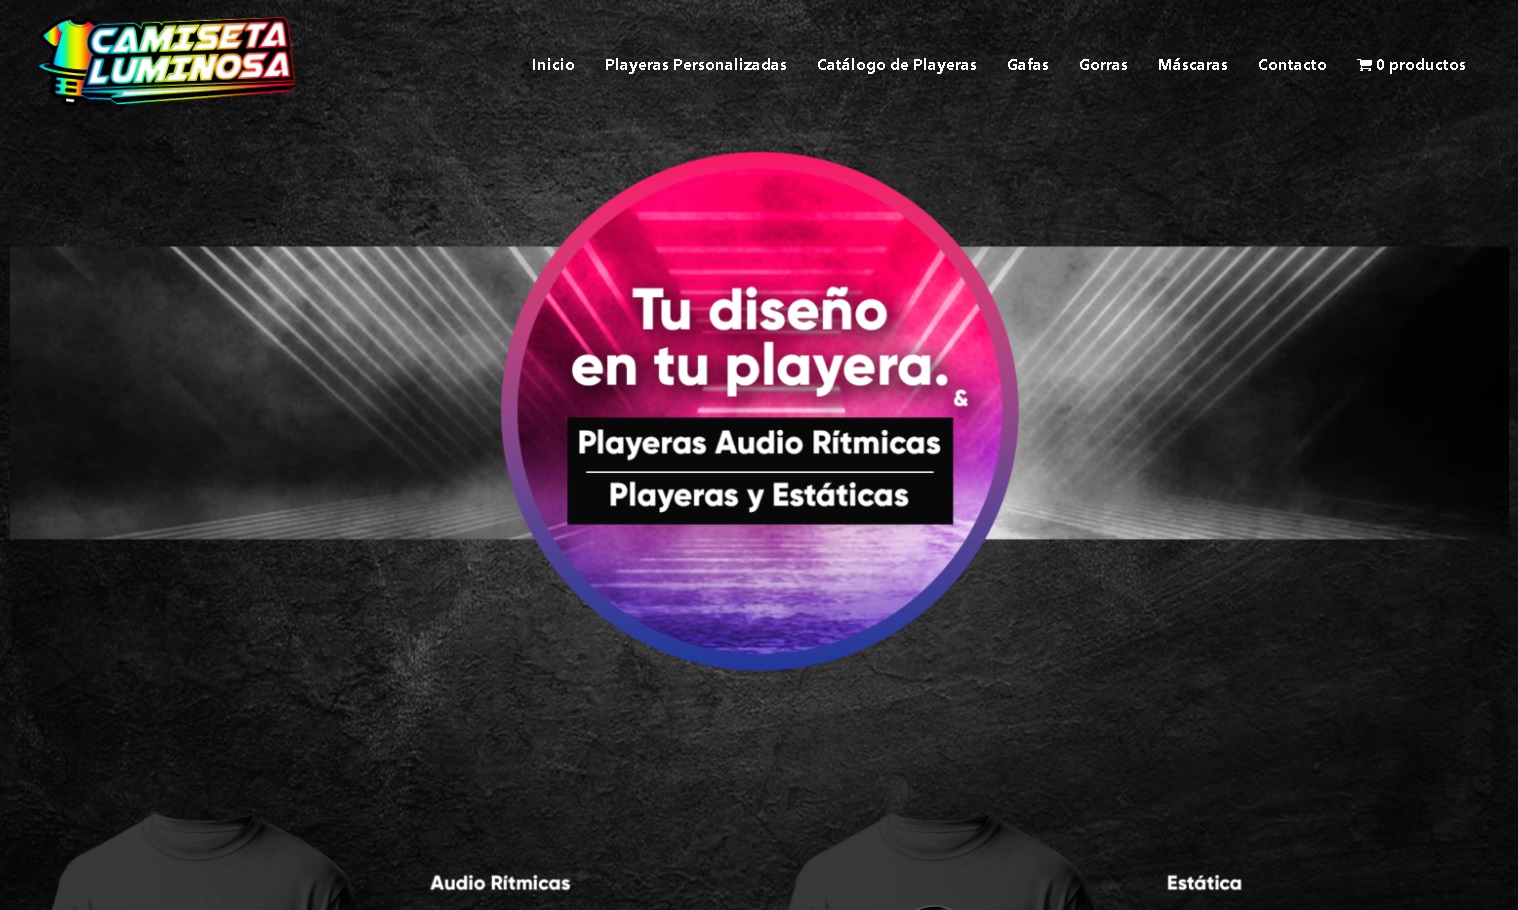 CAMISETA
LUMINOSA
Inicio
Playeras Personalizadas
Catálogo de Playeras
Gafas
Gorras
Máscaras
Contacto
0 productos
Tu diseño
en tu playera.
&
Playeras Audio Rítmicas
Playeras y Estáticas
Audio Rítmicas
Estática